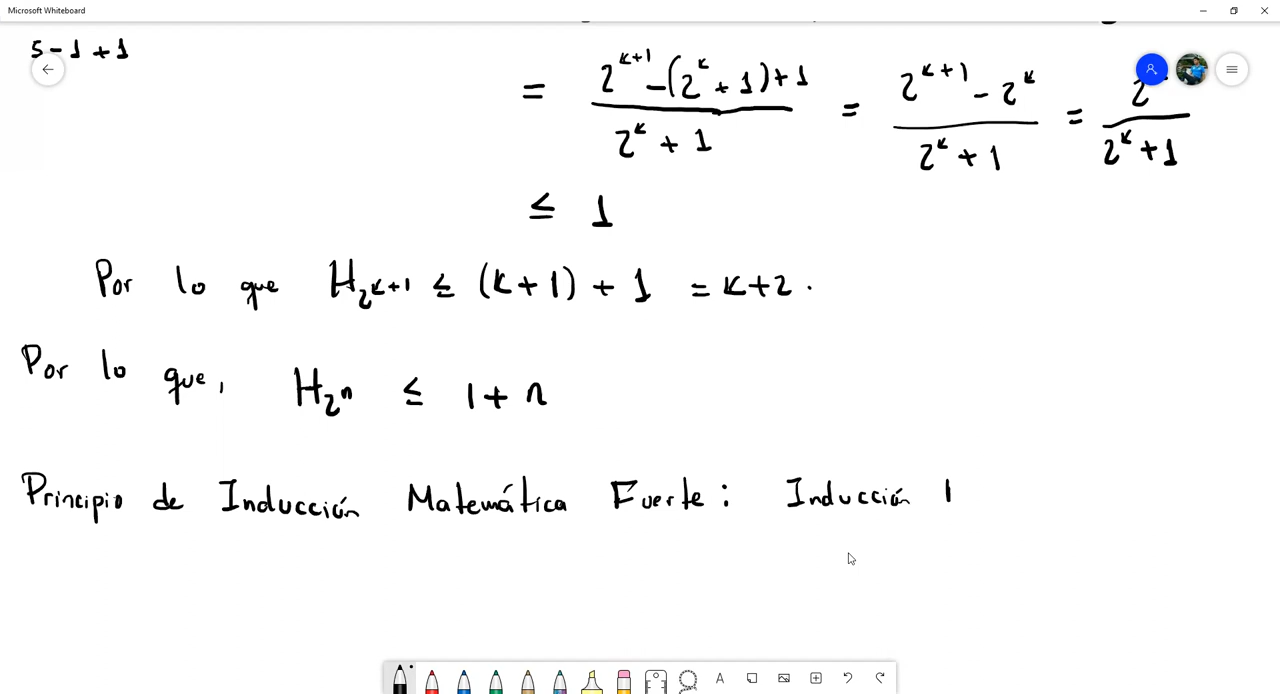 Microsoft Whiteboard
5 - 1 + 1
= (2^{k+1} - (2^k + 1) + 1) / (2^k + 1) = (2^{k+1} - 2^k) / (2^k + 1) = 2 / (2^k + 1)
≤ 1
Por lo que H_{2^{k+1}} ≤ (k+1) + 1 = k+2.
Por lo que, H_{2^n} ≤ 1 + n
Principio de Inducción Matemática Fuerte: Inducción